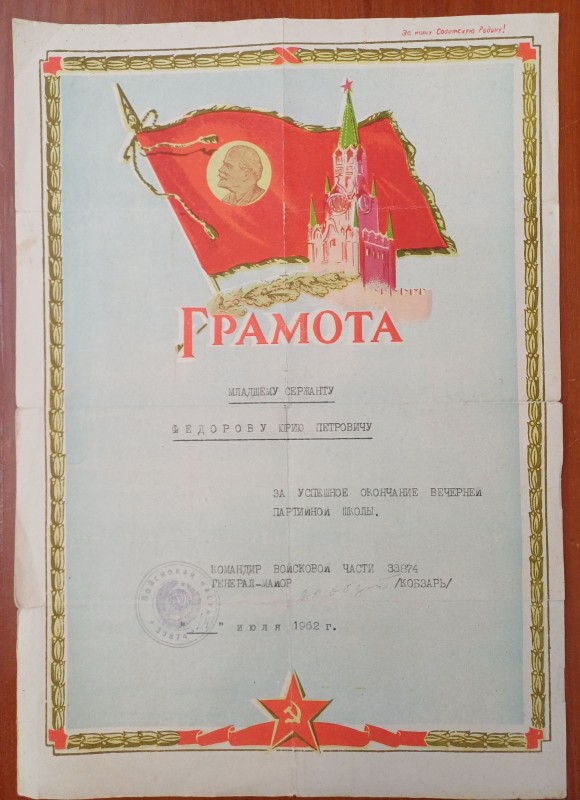 За нашу Советскую Родину!
ГРАМОТА
МЛАДШЕМУ СЕРЖАНТУ
ФЕДОРОВУ ЮРИЮ ПЕТРОВИЧУ
ЗА УСПЕШНОЕ ОКОНЧАНИЕ ВЕЧЕРНЕЙ
ПАРТИЙНОЙ ШКОЛЫ.
КОМАНДИР ВОЙСКОВОЙ ЧАСТИ 33874
ГЕНЕРАЛ-МАЙОР /КОБЗАРЬ/
"___" июля 1962 г.